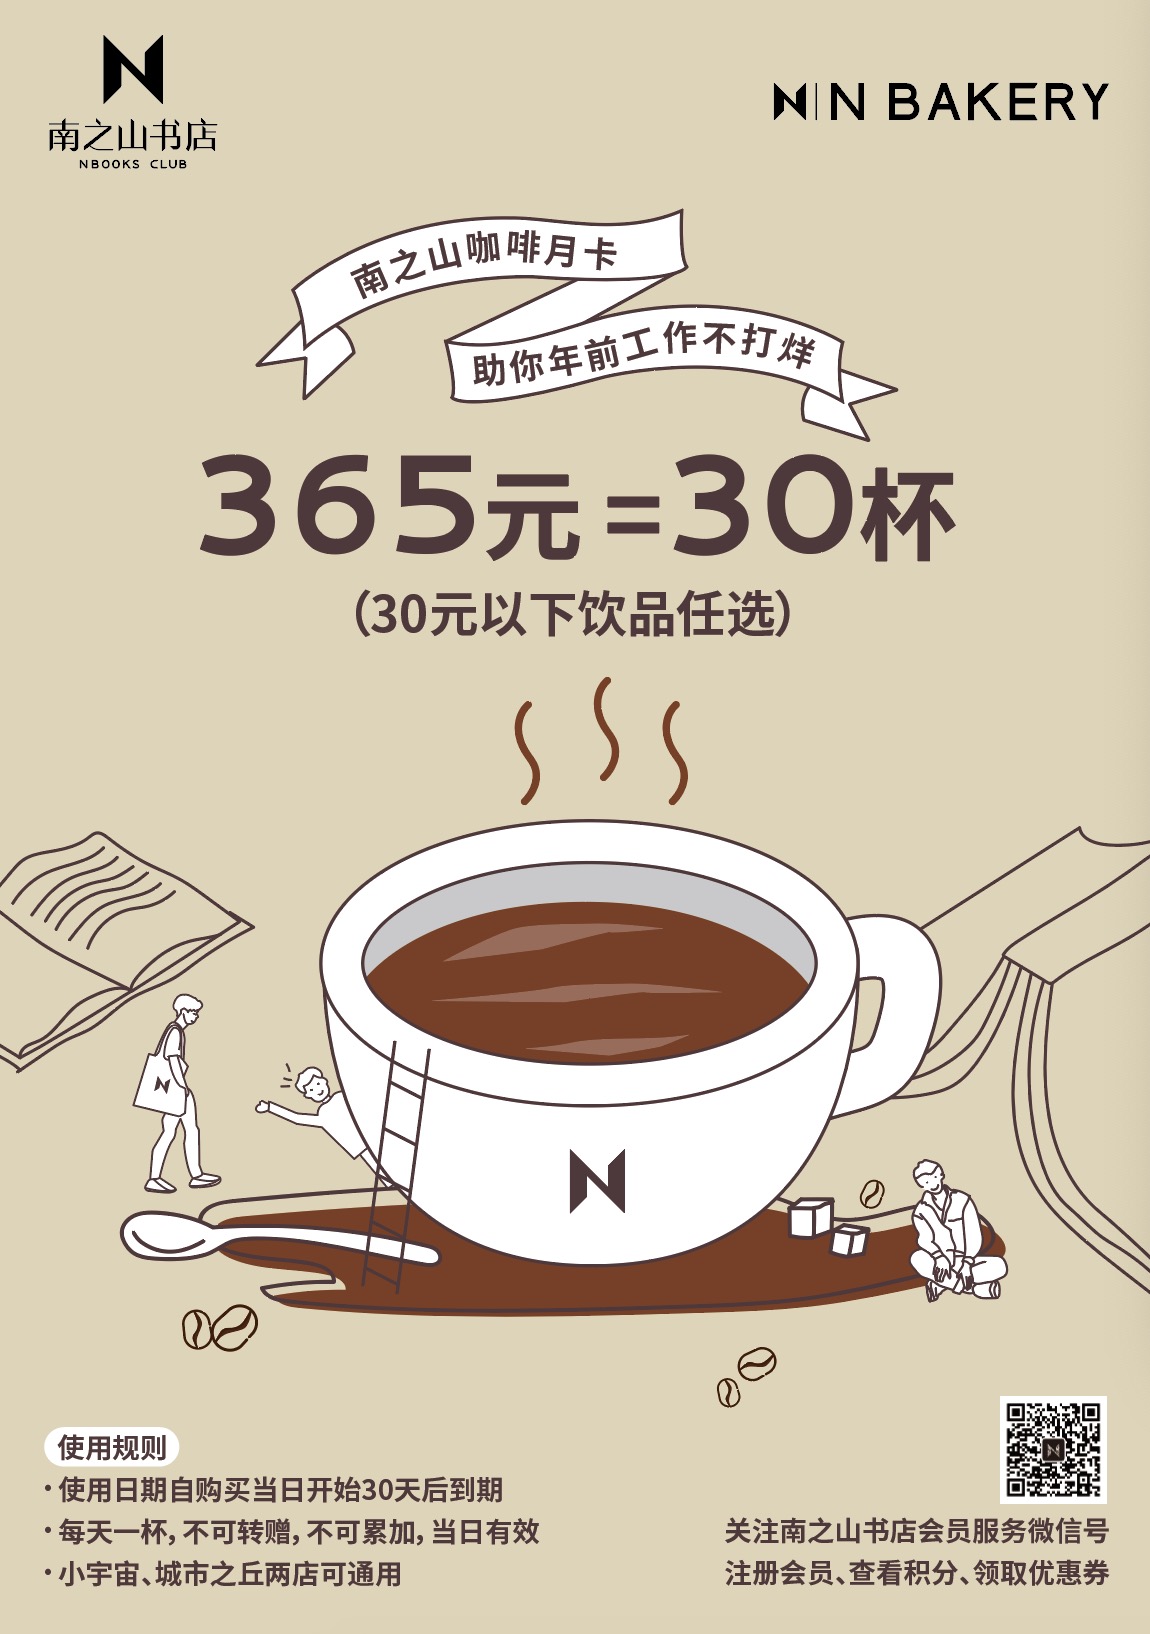 南之山书店
NBOOKS CLUB
N|N BAKERY
南之山咖啡月卡
助你年前工作不打烊
365元=30杯
（30元以下饮品任选）
N
N
使用规则
·使用日期自购买当日开始30天后到期
·每天一杯，不可转赠，不可累加，当日有效
·小宇宙、城市之丘两店可通用
关注南之山书店会员服务微信号
注册会员、查看积分、领取优惠券